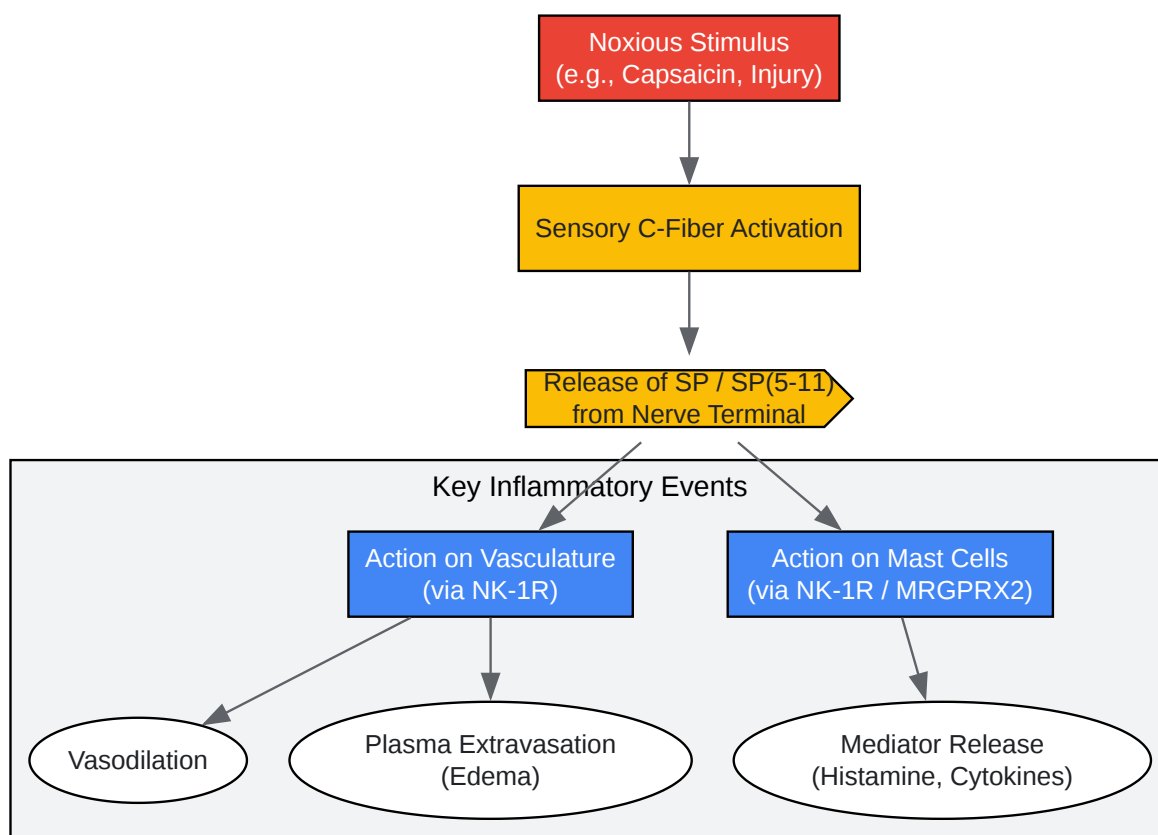 Noxious Stimulus
(e.g., Capsaicin, Injury)
Sensory C-Fiber Activation
Release of SP / SP(5-11)
from Nerve Terminal
Key Inflammatory Events
Action on Vasculature
(via NK-1R)
Action on Mast Cells
(via NK-1R / MRGPRX2)
Vasodilation
Plasma Extravasation
(Edema)
Mediator Release
(Histamine, Cytokines)